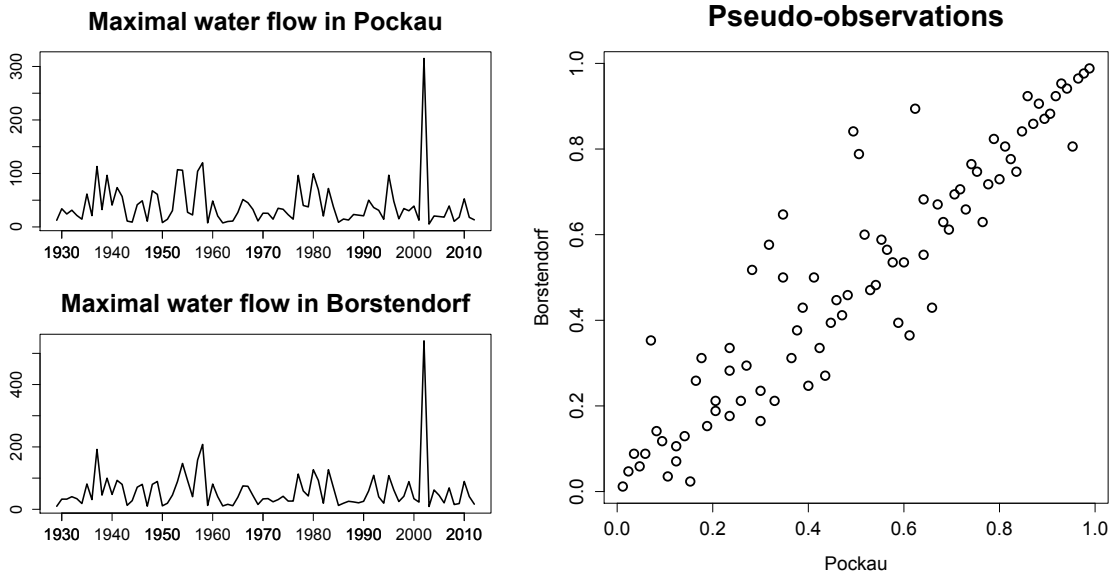 Maximal water flow in Pockau
300
200
100
0
1930 1940 1950 1960 1970 1980 1990 2000 2010
Maximal water flow in Borstendorf
400
200
0
1930 1940 1950 1960 1970 1980 1990 2000 2010
Pseudo-observations
Borstendorf
1.0
0.8
0.6
0.4
0.2
0.0
0.0 0.2 0.4 0.6 0.8 1.0
Pockau